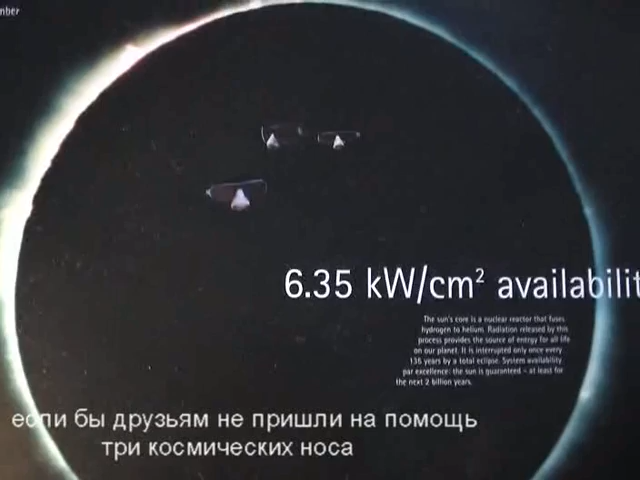 mber
6.35 kW/cm² availabilit
The sun's core is a nuclear reactor that fuses
hydrogen to helium. Radiation released by this
process provides the source of energy for all life
on our planet. It is interrupted only once every
135 years by a total eclipse. System availability
par excellence: the sun is guaranteed – at least for
the next 2 billion years.
если бы друзьям не пришли на помощь
три космических носа